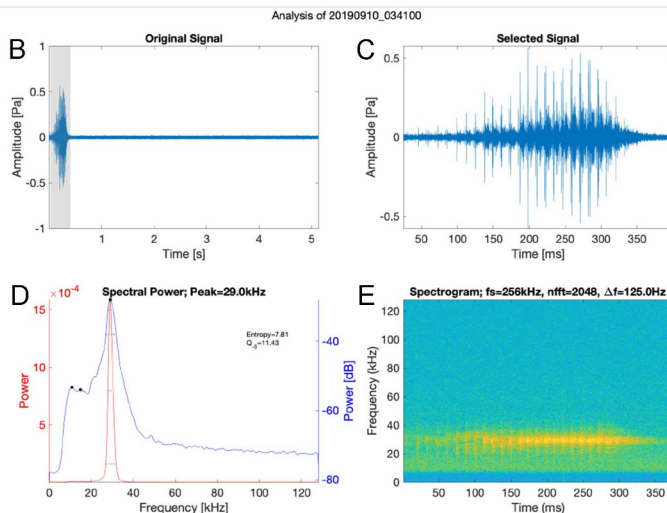 Analysis of 20190910_034100
B
Original Signal
Amplitude [Pa]
1
0.5
0
-0.5
-1
1 2 3 4 5
Time [s]
C
Selected Signal
Amplitude [Pa]
0.5
0
-0.5
50 100 150 200 250 300 350
Time [ms]
D
Spectral Power; Peak=29.0kHz
×10⁻⁴
Power
15
10
5
Entropy=7.81
Q₋₃=11.43
-40
-60
-80
Power [dB]
0 20 40 60 80 100 120
Frequency [kHz]
E
Spectrogram; fs=256kHz, nfft=2048, Δf=125.0Hz
Frequency (kHz)
120
100
80
60
40
20
0
50 100 150 200 250 300 350
Time (ms)